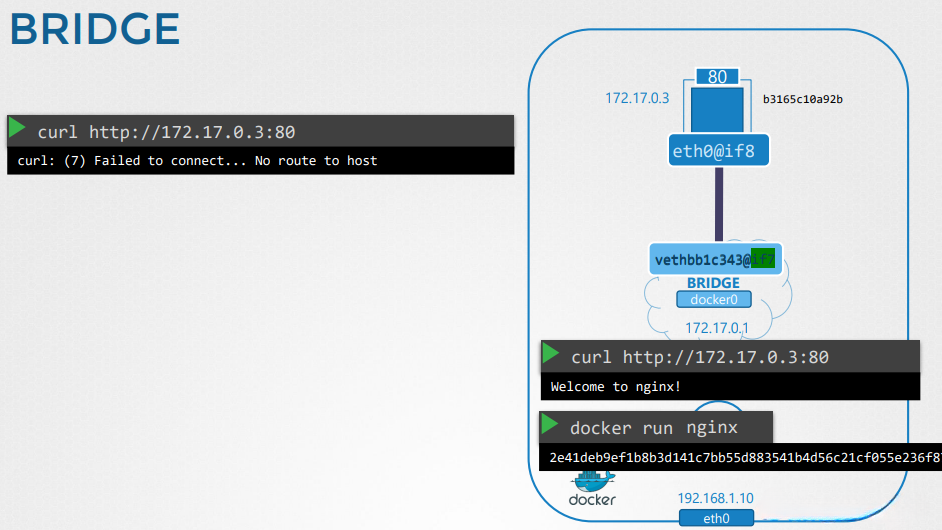 BRIDGE
80
172.17.0.3
b3165c10a92b
curl http://172.17.0.3:80
curl: (7) Failed to connect... No route to host
eth0@if8
vethbb1c343@if7
BRIDGE
docker0
172.17.0.1
curl http://172.17.0.3:80
Welcome to nginx!
docker run nginx
2e41deb9ef1b8b3d141c7bb55d883541b4d56c21cf055e236f87
docker
192.168.1.10
eth0